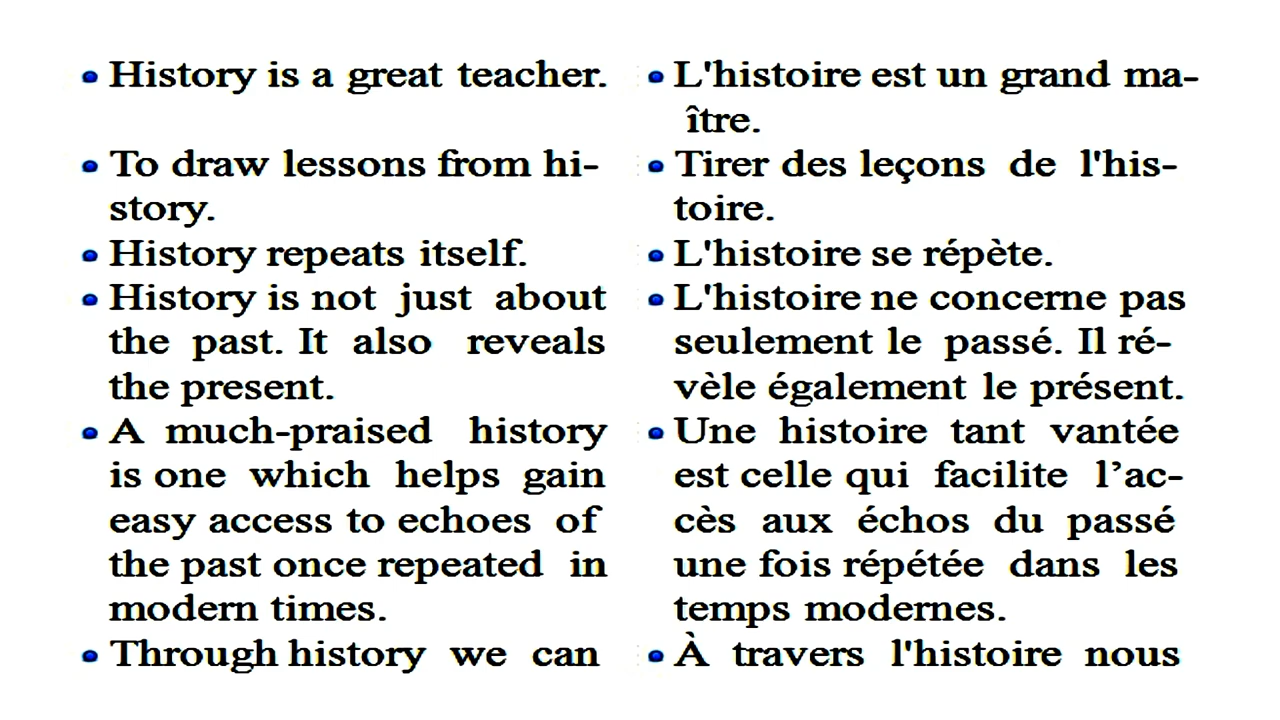 • History is a great teacher.
• To draw lessons from hi-
story.
• History repeats itself.
• History is not just about
the past. It also reveals
the present.
• A much-praised history
is one which helps gain
easy access to echoes of
the past once repeated in
modern times.
• Through history we can
• L'histoire est un grand ma-
ître.
• Tirer des leçons de l'his-
toire.
• L'histoire se répète.
• L'histoire ne concerne pas
seulement le passé. Il ré-
vèle également le présent.
• Une histoire tant vantée
est celle qui facilite l’ac-
cès aux échos du passé
une fois répétée dans les
temps modernes.
• À travers l'histoire nous